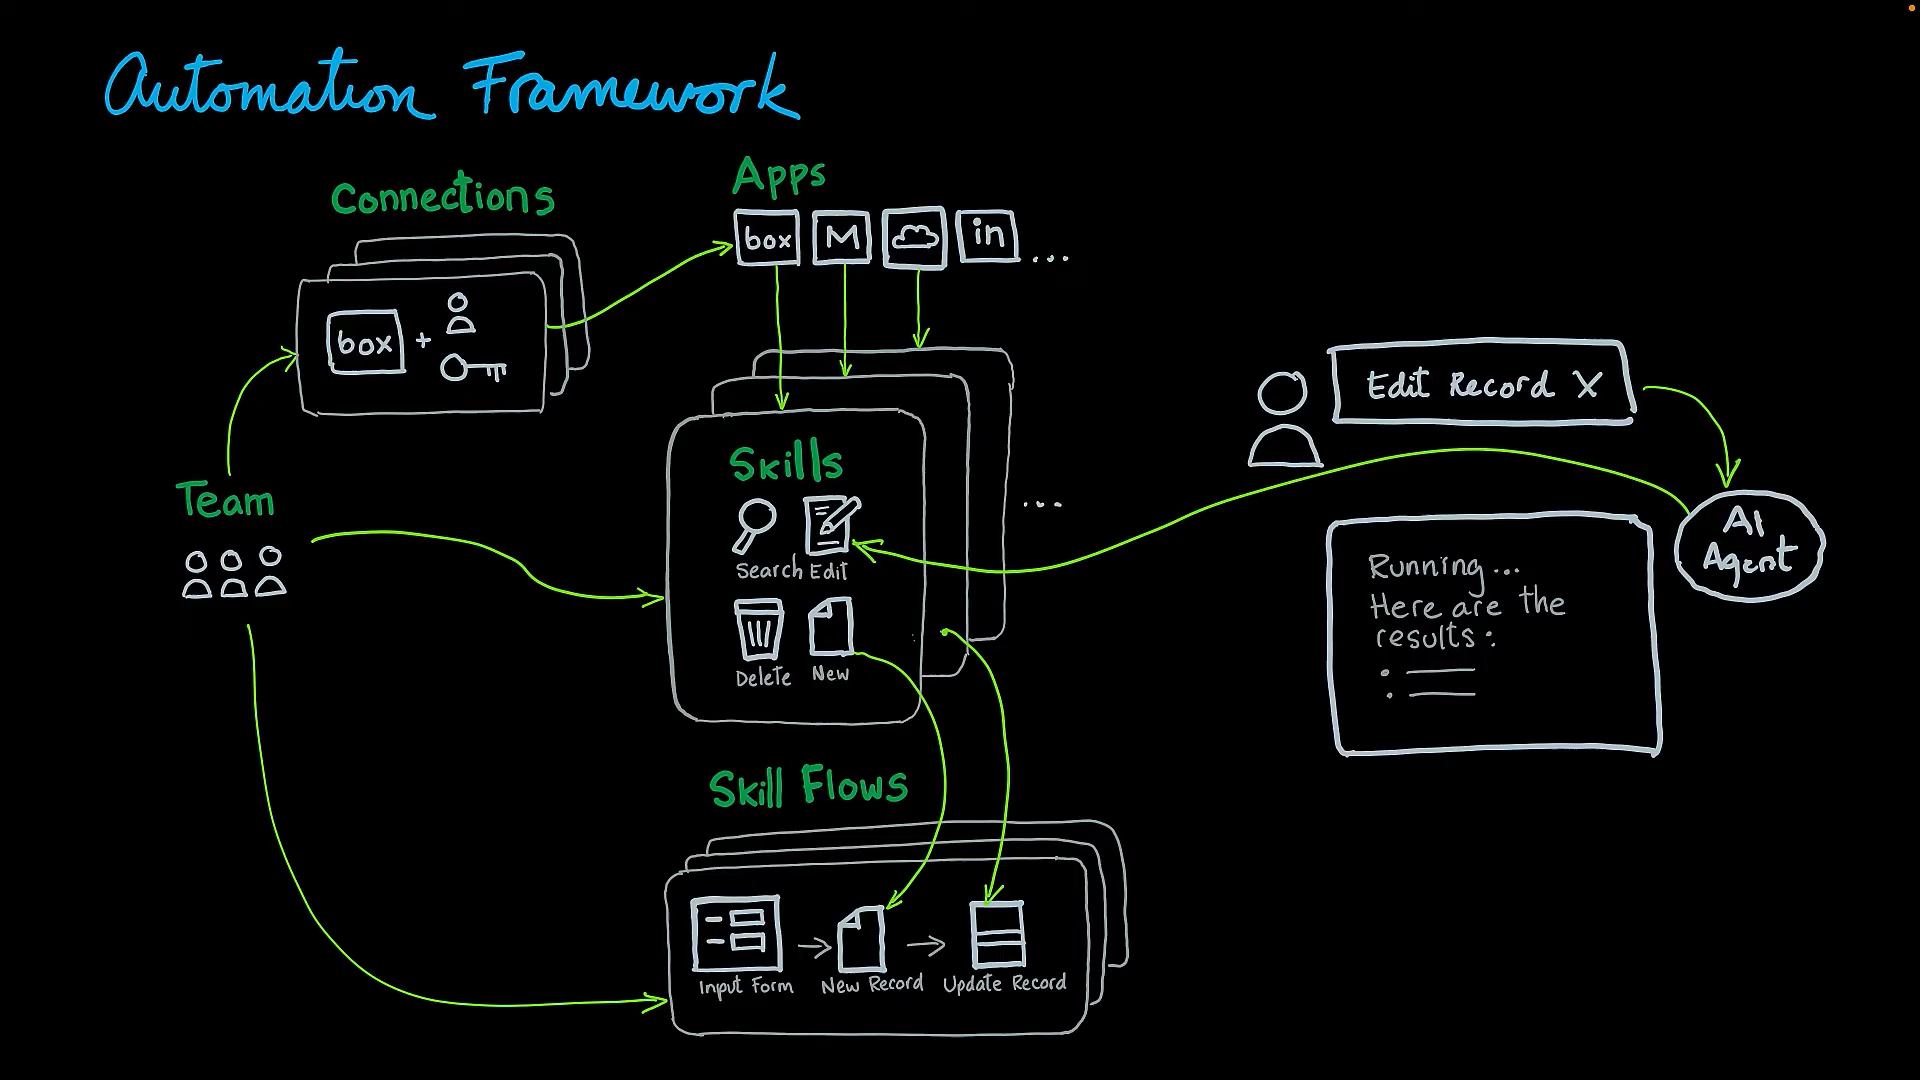 Automation Framework
Connections
Apps
box
M
in
...
box +
Edit Record X
Skills
Team
...
AI
Agent
Search Edit
Running...
Here are the
results:
Delete New
Skill Flows
Input Form New Record Update Record